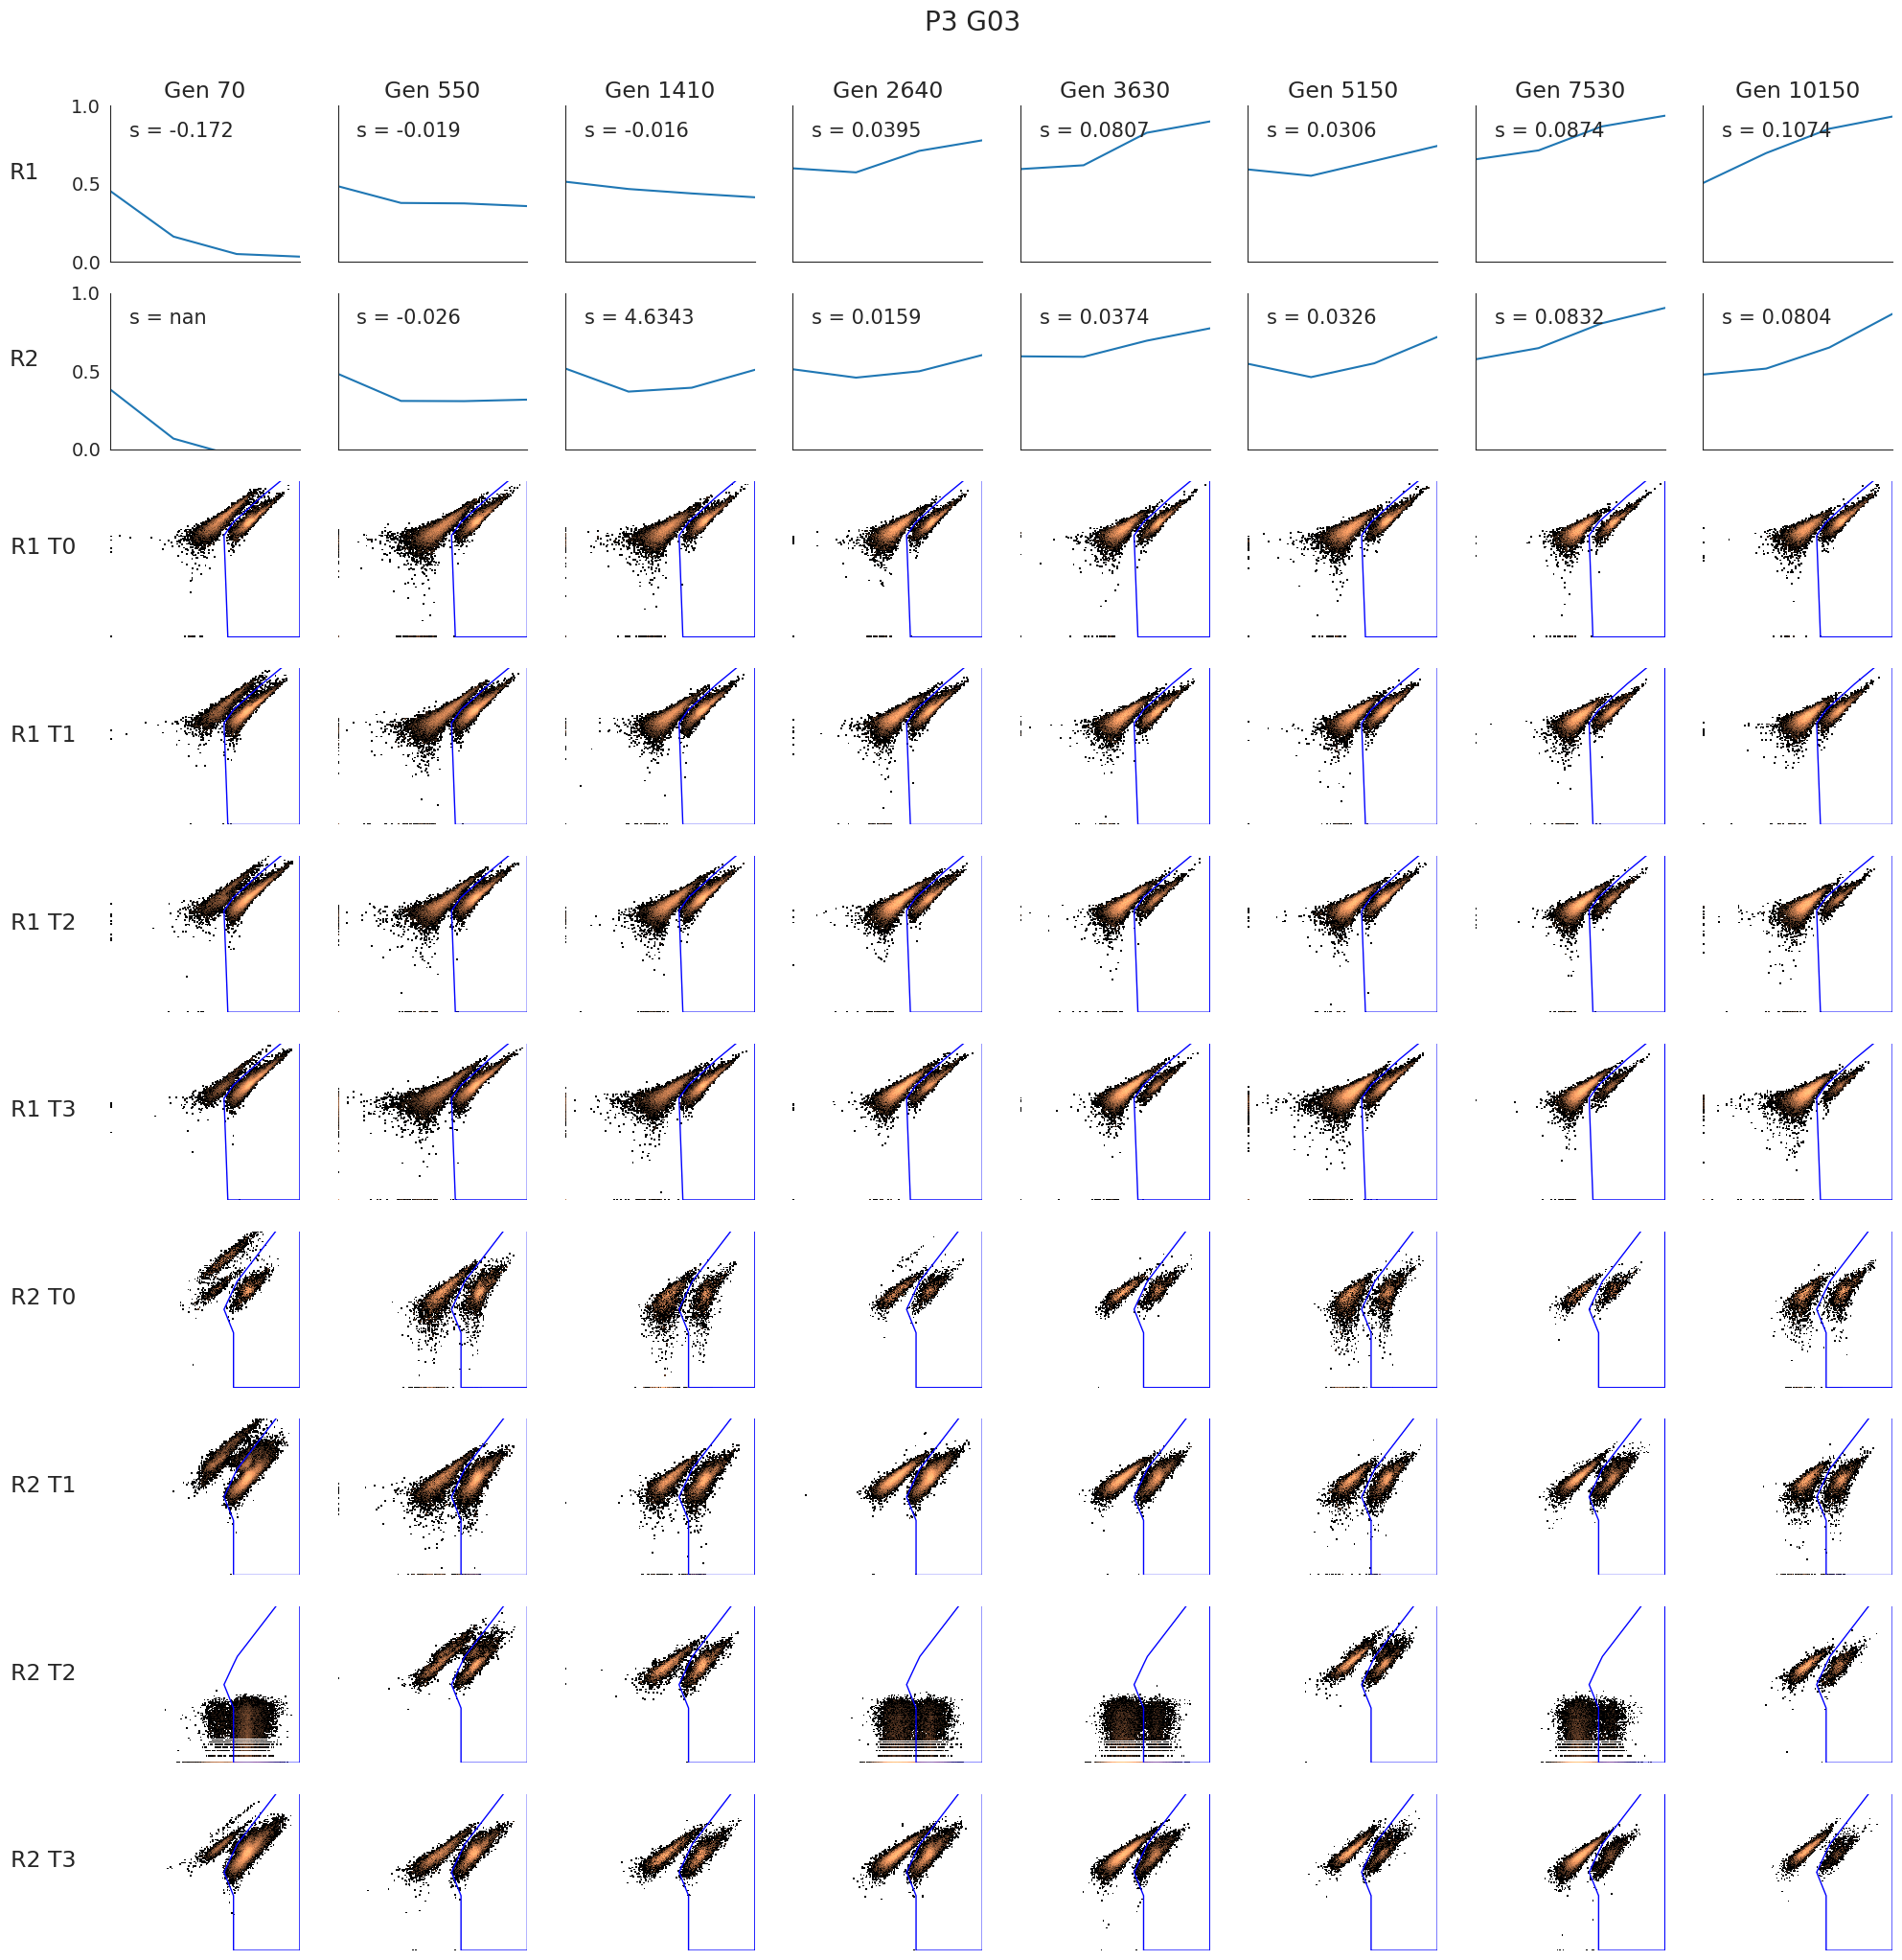 P3 G03
Gen 70 Gen 550 Gen 1410 Gen 2640 Gen 3630 Gen 5150 Gen 7530 Gen 10150
1.0
s = -0.172 s = -0.019 s = -0.016 s = 0.0395 s = 0.0807 s = 0.0306 s = 0.0874 s = 0.1074
R1
0.5
0.0
1.0
s = nan s = -0.026 s = 4.6343 s = 0.0159 s = 0.0374 s = 0.0326 s = 0.0832 s = 0.0804
R2
0.5
0.0
R1 T0
R1 T1
R1 T2
R1 T3
R2 T0
R2 T1
R2 T2
R2 T3